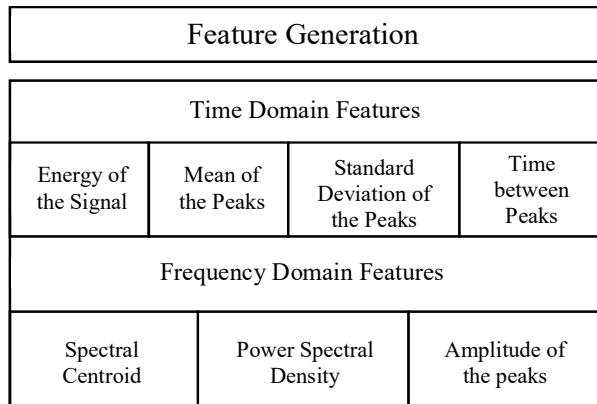 Feature Generation
Time Domain Features
Energy of
the Signal
Mean of
the Peaks
Standard
Deviation of
the Peaks
Time
between
Peaks
Frequency Domain Features
Spectral
Centroid
Power Spectral
Density
Amplitude of
the peaks